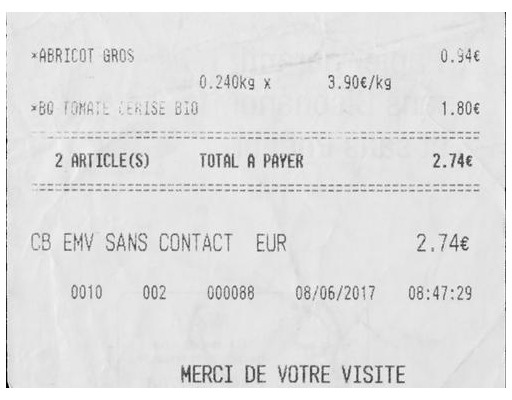 *ABRICOT GROS 0.94€
0.240kg x 3.90€/kg
*BQ TOMATE CERISE BIO 1.80€
2 ARTICLE(S) TOTAL A PAYER 2.74€
CB EMV SANS CONTACT EUR 2.74€
0010 002 000088 08/06/2017 08:47:29
MERCI DE VOTRE VISITE